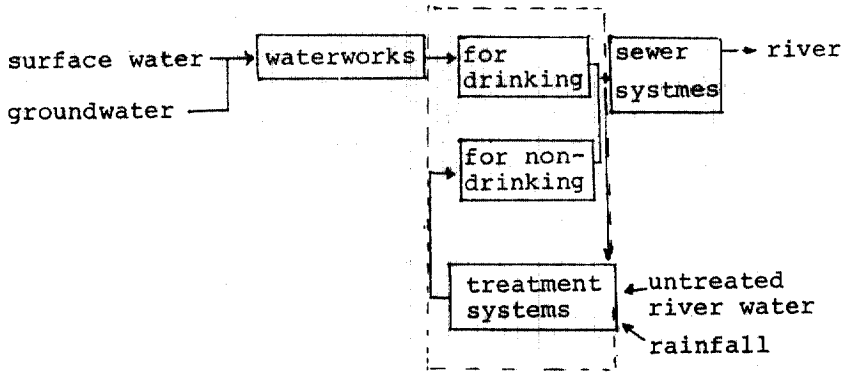 surface water
groundwater
waterworks
for
drinking
sewer
systmes
river
for non-
drinking
treatment
systems
untreated
river water
rainfall